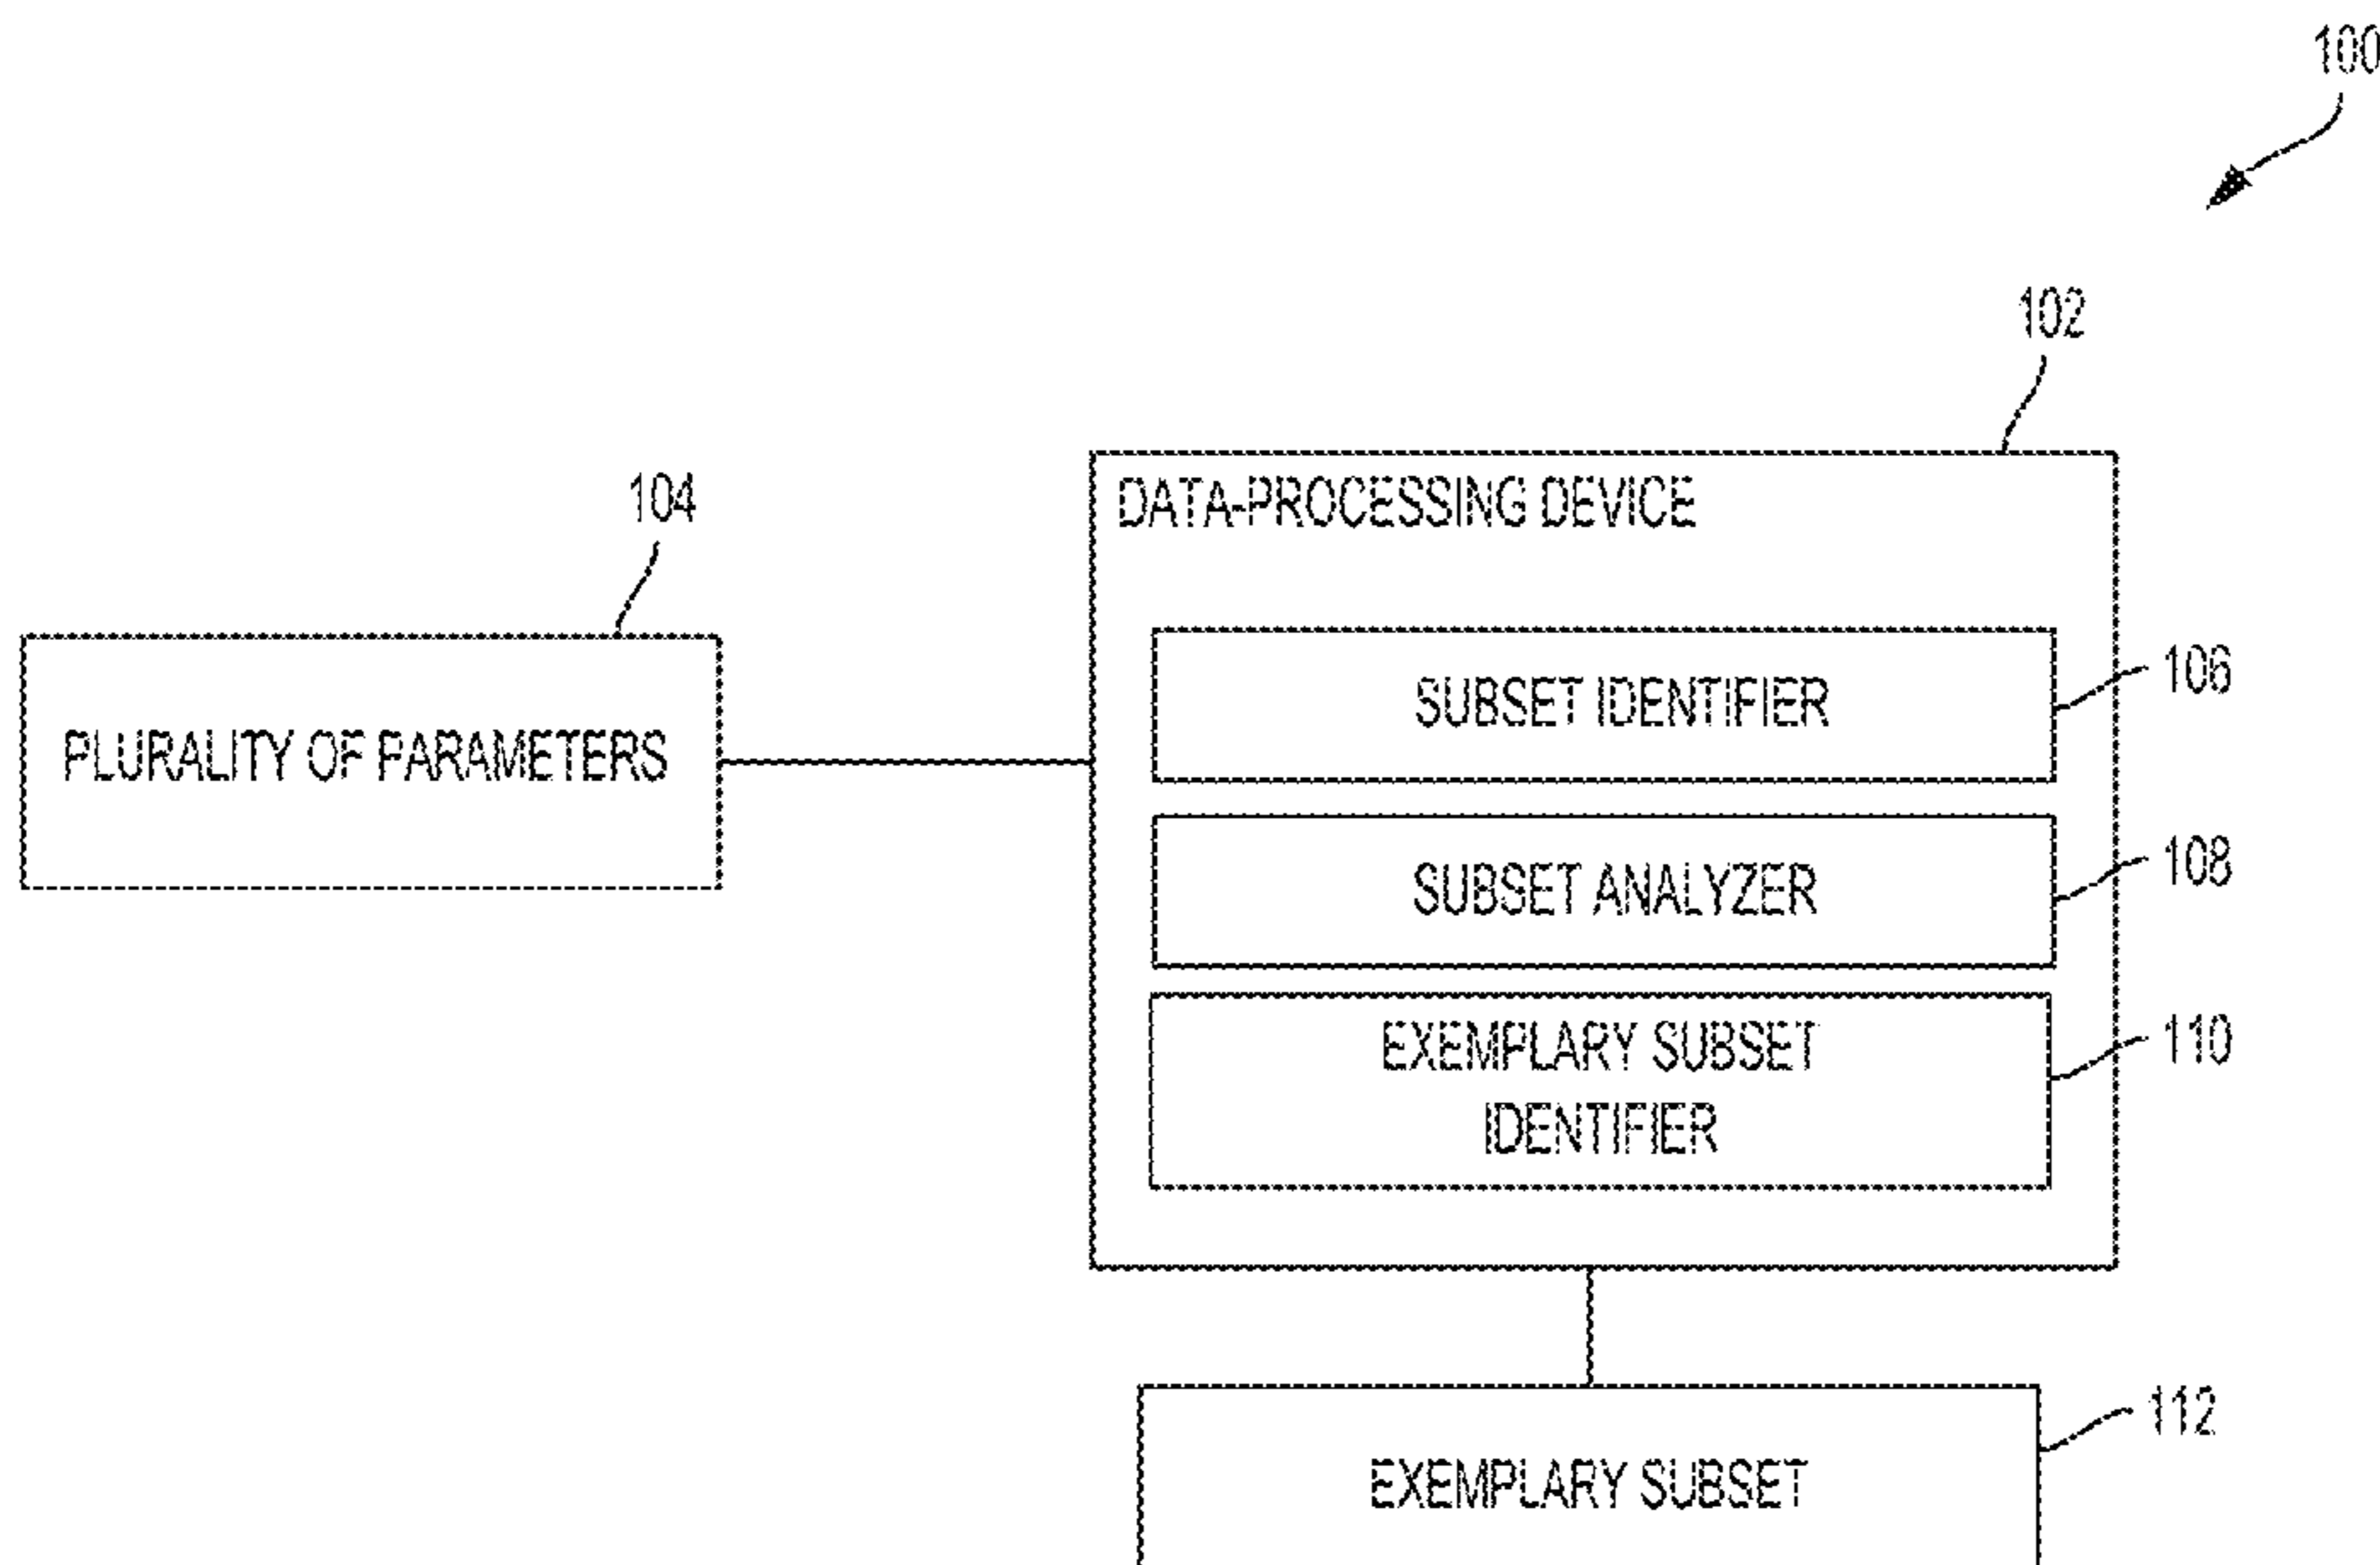 100
102
104
DATA-PROCESSING DEVICE
PLURALITY OF PARAMETERS
SUBSET IDENTIFIER
106
SUBSET ANALYZER
108
EXEMPLARY SUBSET
IDENTIFIER
110
EXEMPLARY SUBSET
112